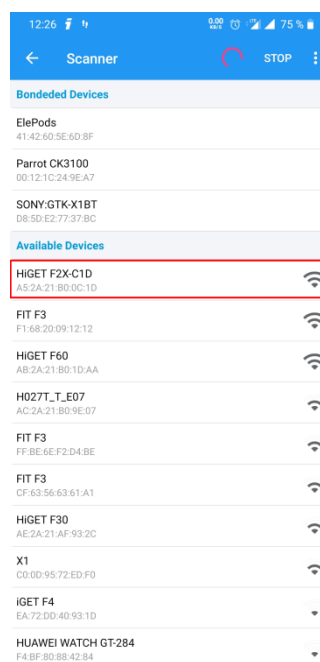 12:26
0.00 KB/S
75 %
Scanner
STOP
Bondeded Devices
ElePods
41:42:60:5E:6D:8F
Parrot CK3100
00:12:1C:24:9E:A7
SONY:GTK-X1BT
D8:5D:E2:77:37:BC
Available Devices
HiGET F2X-C1D
A5:2A:21:B0:0C:1D
FIT F3
F1:68:20:09:12:12
HiGET F60
AB:2A:21:B0:1D:AA
H027T_T_E07
AC:2A:21:B0:9E:07
FIT F3
FF:BE:6E:F2:D4:BE
FIT F3
CF:63:56:63:61:A1
HiGET F30
AE:2A:21:AF:93:2C
X1
C0:0D:95:72:ED:F0
iGET F4
EA:72:DD:40:93:1D
HUAWEI WATCH GT-284
F4:BF:80:88:42:84